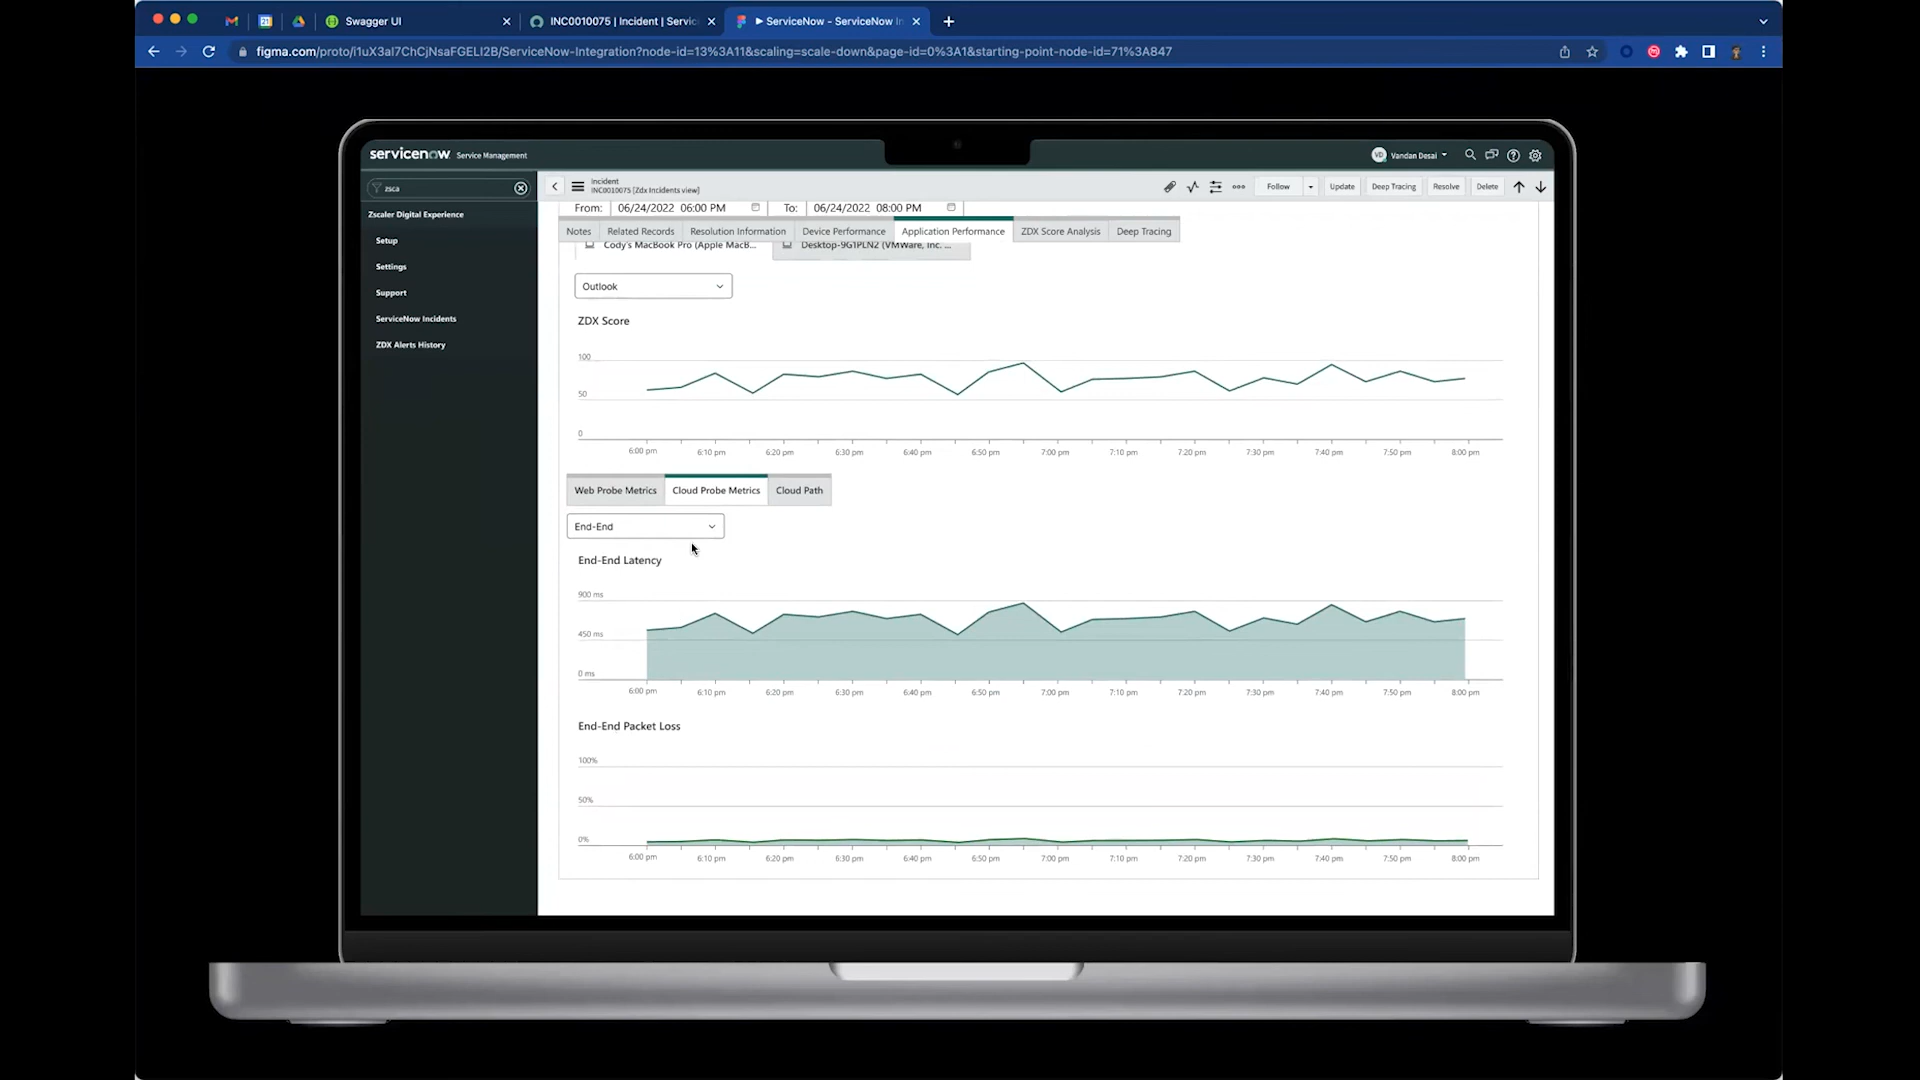 Swagger UI
INC0010075 | Incident | Servic
ServiceNow - ServiceNow In
figma.com/proto/i1uX3al7ChCjNsaFGELI2B/ServiceNow-Integration?node-id=13%3A11&scaling=scale-down&page-id=0%3A1&starting-point-node-id=71%3A847
servicenow Service Management
VD Vandan Desai
zsca
Incident
INC0010075 [Zdx Incidents view]
Follow Update Deep Tracing Resolve Delete
Zscaler Digital Experience
Setup
Settings
Support
ServiceNow Incidents
ZDX Alerts History
From: 06/24/2022 06:00 PM To: 06/24/2022 08:00 PM
Notes Related Records Resolution Information Device Performance Application Performance ZDX Score Analysis Deep Tracing
Cody's MacBook Pro (Apple MacB... Desktop-9G1PLN2 (VMWare, Inc. ...
Outlook
ZDX Score
100
50
0
6:00 pm 6:10 pm 6:20 pm 6:30 pm 6:40 pm 6:50 pm 7:00 pm 7:10 pm 7:20 pm 7:30 pm 7:40 pm 7:50 pm 8:00 pm
Web Probe Metrics Cloud Probe Metrics Cloud Path
End-End
End-End Latency
900 ms
450 ms
0 ms
6:00 pm 6:10 pm 6:20 pm 6:30 pm 6:40 pm 6:50 pm 7:00 pm 7:10 pm 7:20 pm 7:30 pm 7:40 pm 7:50 pm 8:00 pm
End-End Packet Loss
100%
50%
0%
6:00 pm 6:10 pm 6:20 pm 6:30 pm 6:40 pm 6:50 pm 7:00 pm 7:10 pm 7:20 pm 7:30 pm 7:40 pm 7:50 pm 8:00 pm